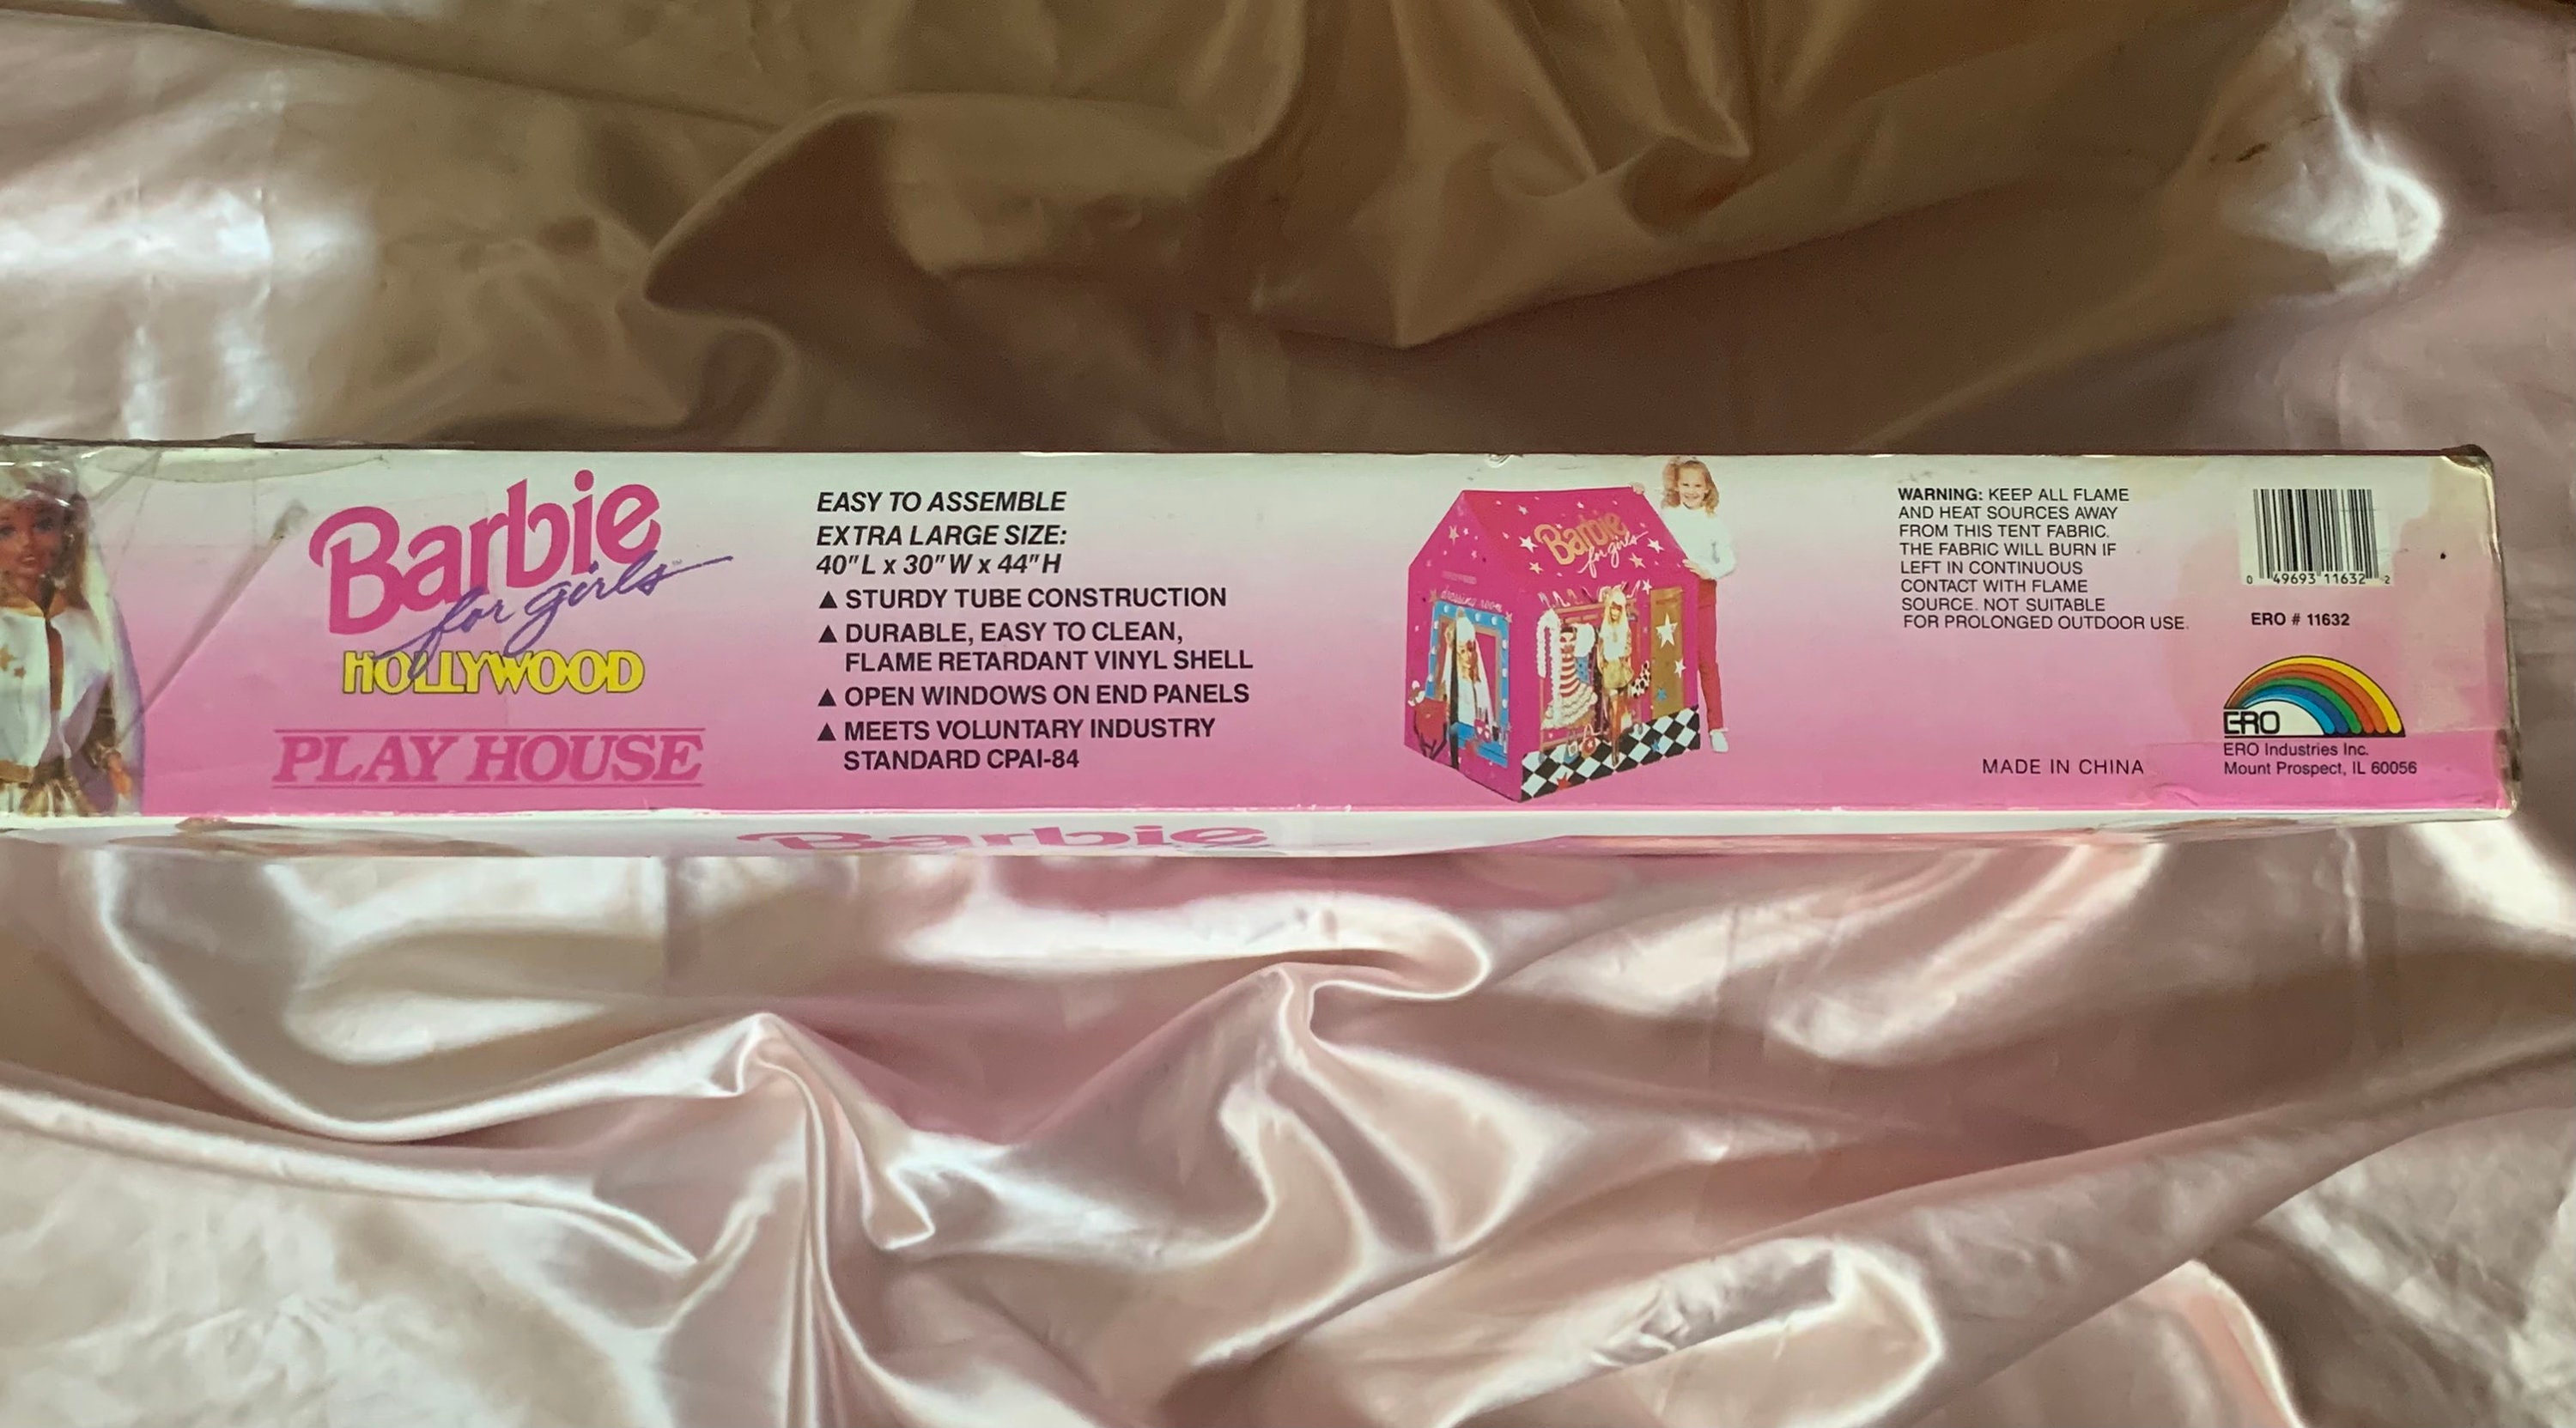 Barbie
for girls™
HOLLYWOOD
PLAY HOUSE
EASY TO ASSEMBLE
EXTRA LARGE SIZE:
40"L x 30"W x 44"H
▲ STURDY TUBE CONSTRUCTION
▲ DURABLE, EASY TO CLEAN,
FLAME RETARDANT VINYL SHELL
▲ OPEN WINDOWS ON END PANELS
▲ MEETS VOLUNTARY INDUSTRY
STANDARD CPAI-84
Barbie
for girls
dressing room
WARNING: KEEP ALL FLAME
AND HEAT SOURCES AWAY
FROM THIS TENT FABRIC.
THE FABRIC WILL BURN IF
LEFT IN CONTINUOUS
CONTACT WITH FLAME
SOURCE. NOT SUITABLE
FOR PROLONGED OUTDOOR USE.
MADE IN CHINA
0 49693 11632 2
ERO # 11632
ERO
ERO Industries Inc.
Mount Prospect, IL 60056
Barbie